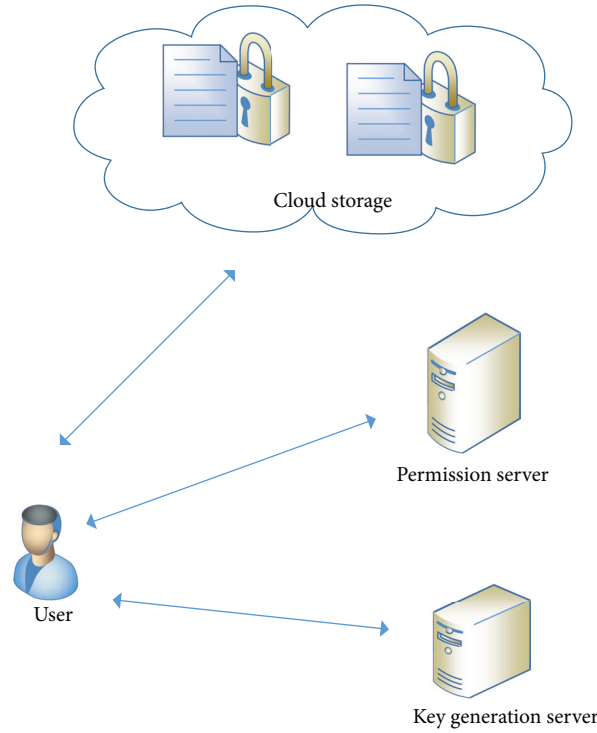 Cloud storage
Permission server
User
Key generation server